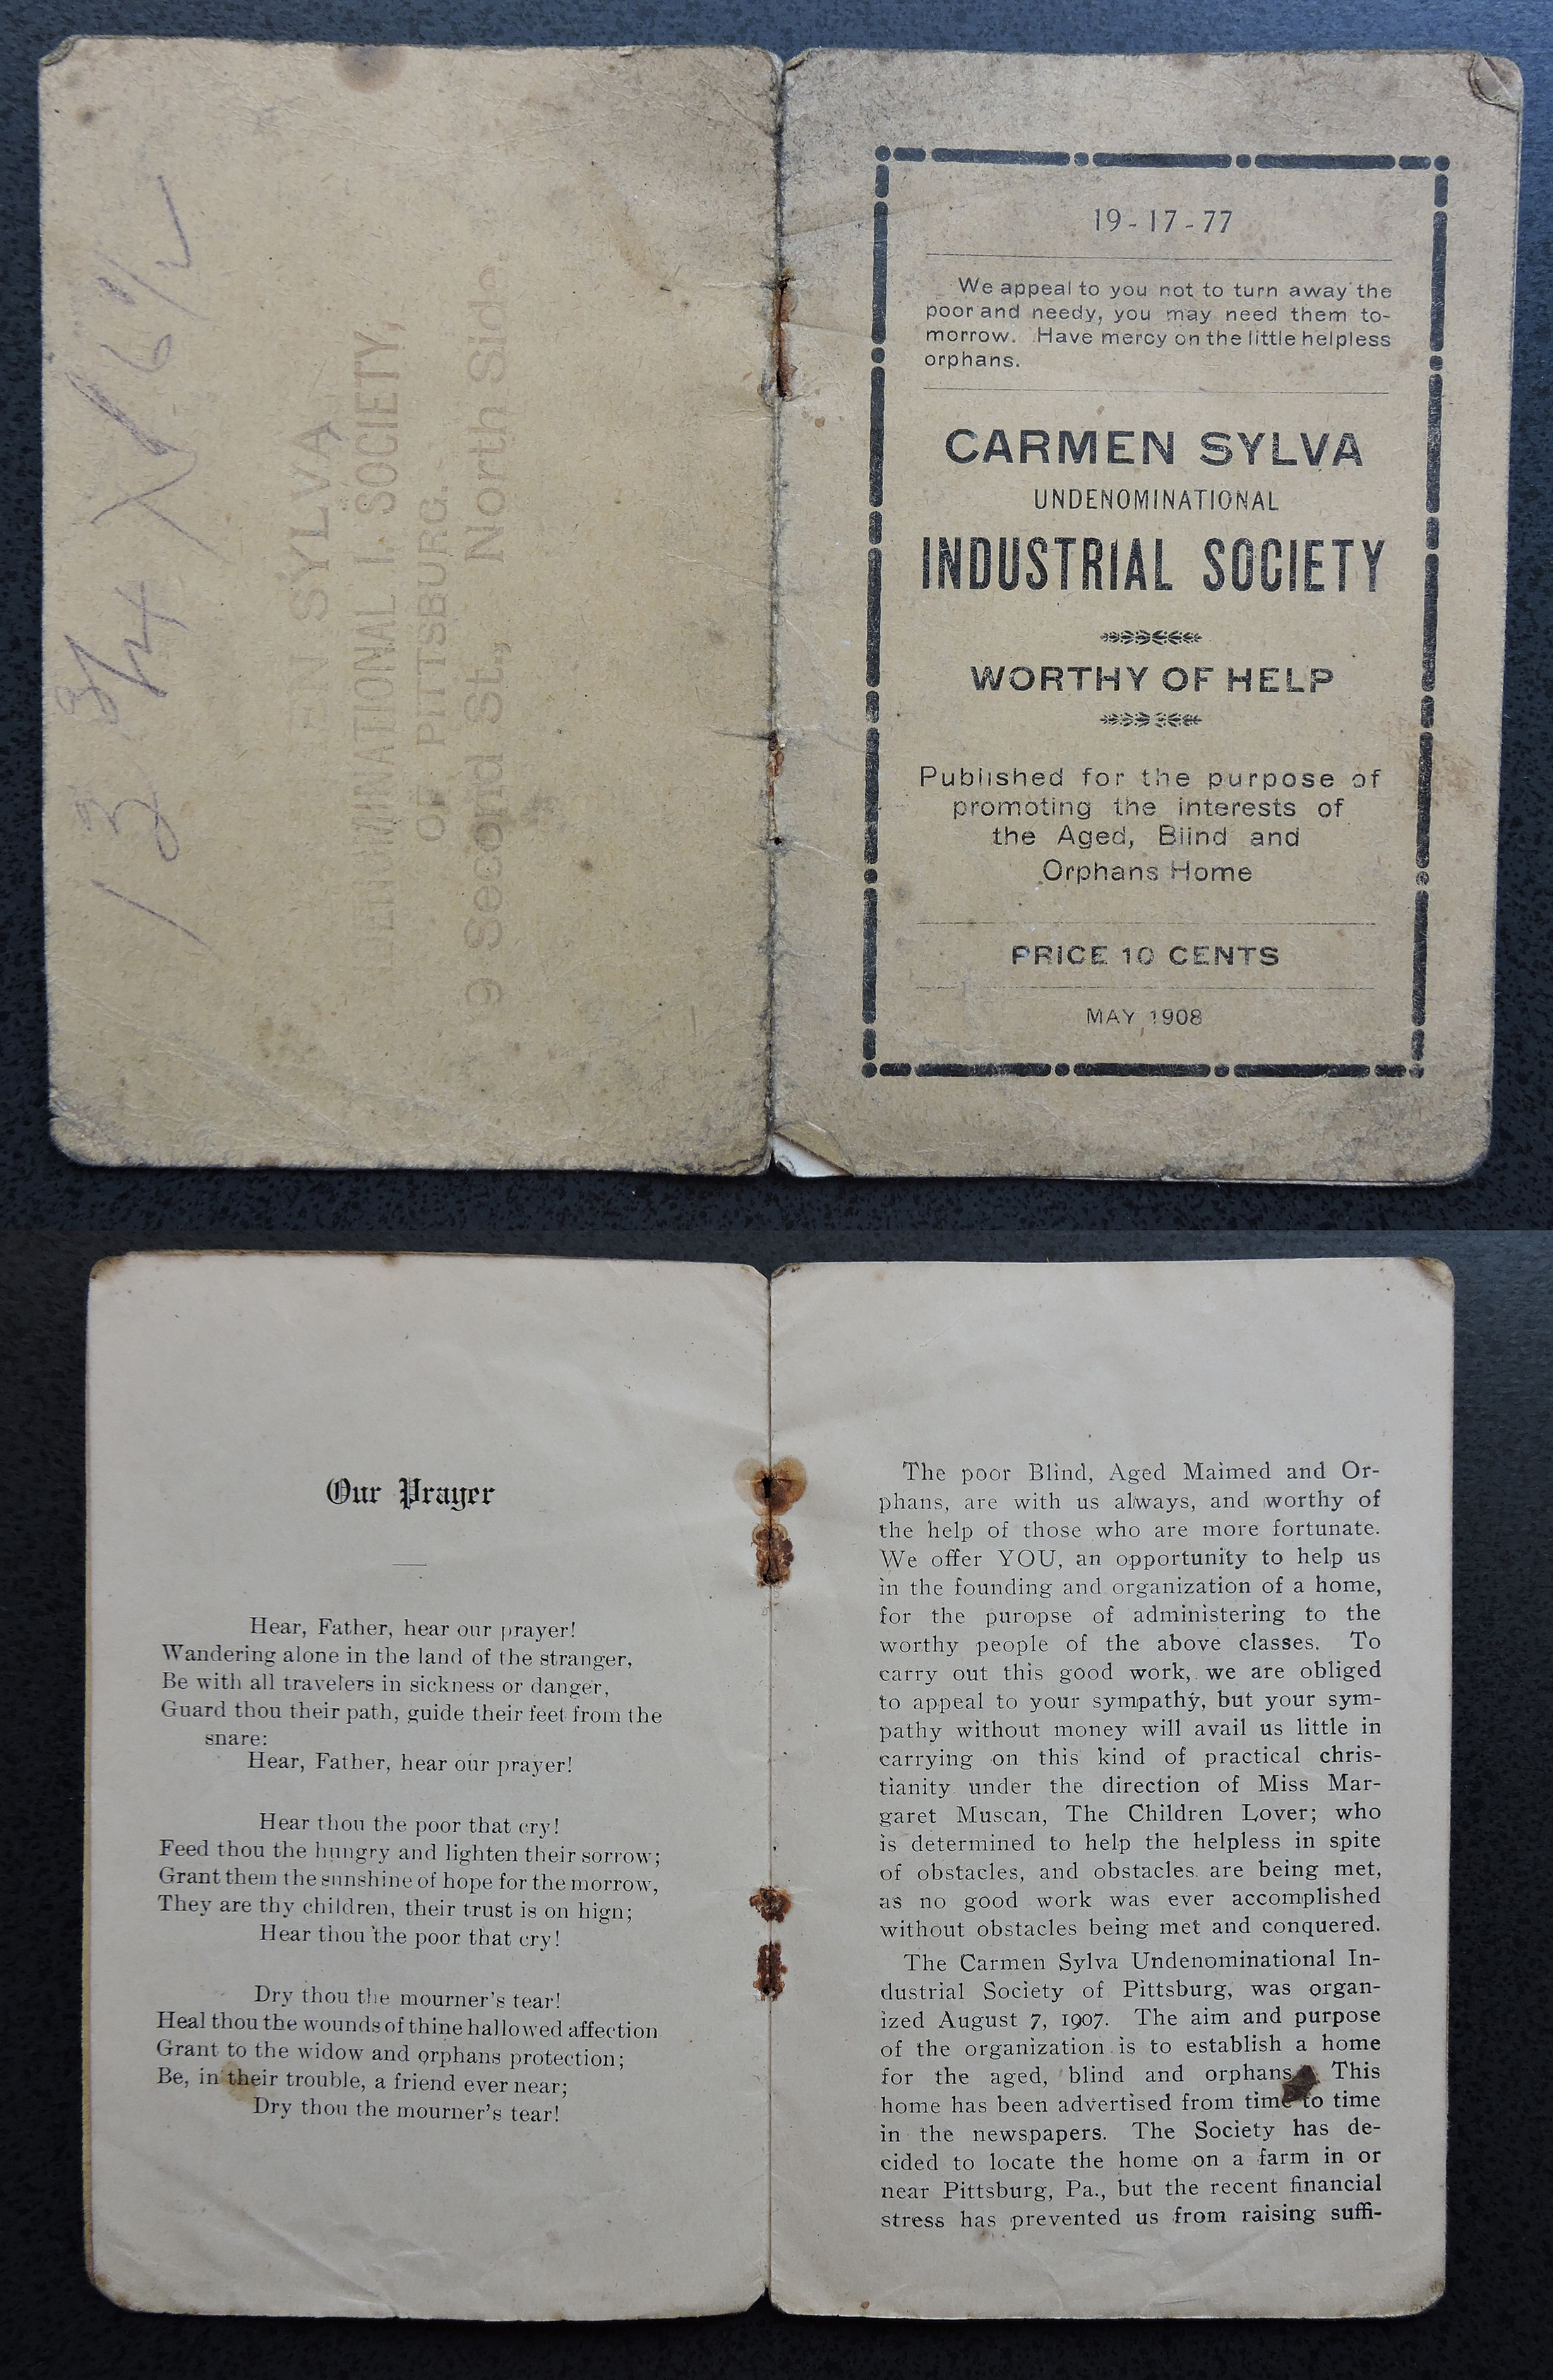 SYLVA
INATIONAL I. SOCIETY,
OF PITTSBURG.
9 Second St., North Side.
19-17-77
We appeal to you not to turn away the
poor and needy, you may need them to-
morrow. Have mercy on the little helpless
orphans.
CARMEN SYLVA
UNDENOMINATIONAL
INDUSTRIAL SOCIETY
WORTHY OF HELP
Published for the purpose of
promoting the interests of
the Aged, Blind and
Orphans Home
PRICE 10 CENTS
MAY 1908
Our Prayer
Hear, Father, hear our prayer!
Wandering alone in the land of the stranger,
Be with all travelers in sickness or danger,
Guard thou their path, guide their feet from the
snare:
Hear, Father, hear our prayer!
Hear thou the poor that cry!
Feed thou the hungry and lighten their sorrow;
Grant them the sunshine of hope for the morrow,
They are thy children, their trust is on hign;
Hear thou the poor that cry!
Dry thou the mourner's tear!
Heal thou the wounds of thine hallowed affection
Grant to the widow and orphans protection;
Be, in their trouble, a friend ever near;
Dry thou the mourner's tear!
The poor Blind, Aged Maimed and Or-
phans, are with us always, and worthy of
the help of those who are more fortunate.
We offer YOU, an opportunity to help us
in the founding and organization of a home,
for the puropse of administering to the
worthy people of the above classes. To
carry out this good work, we are obliged
to appeal to your sympathy, but your sym-
pathy without money will avail us little in
carrying on this kind of practical chris-
tianity under the direction of Miss Mar-
garet Muscan, The Children Lover; who
is determined to help the helpless in spite
of obstacles, and obstacles are being met,
as no good work was ever accomplished
without obstacles being met and conquered.
The Carmen Sylva Undenominational In-
dustrial Society of Pittsburg, was organ-
ized August 7, 1907. The aim and purpose
of the organization is to establish a home
for the aged, blind and orphans. This
home has been advertised from time to time
in the newspapers. The Society has de-
cided to locate the home on a farm in or
near Pittsburg, Pa., but the recent financial
stress has prevented us from raising suffi-